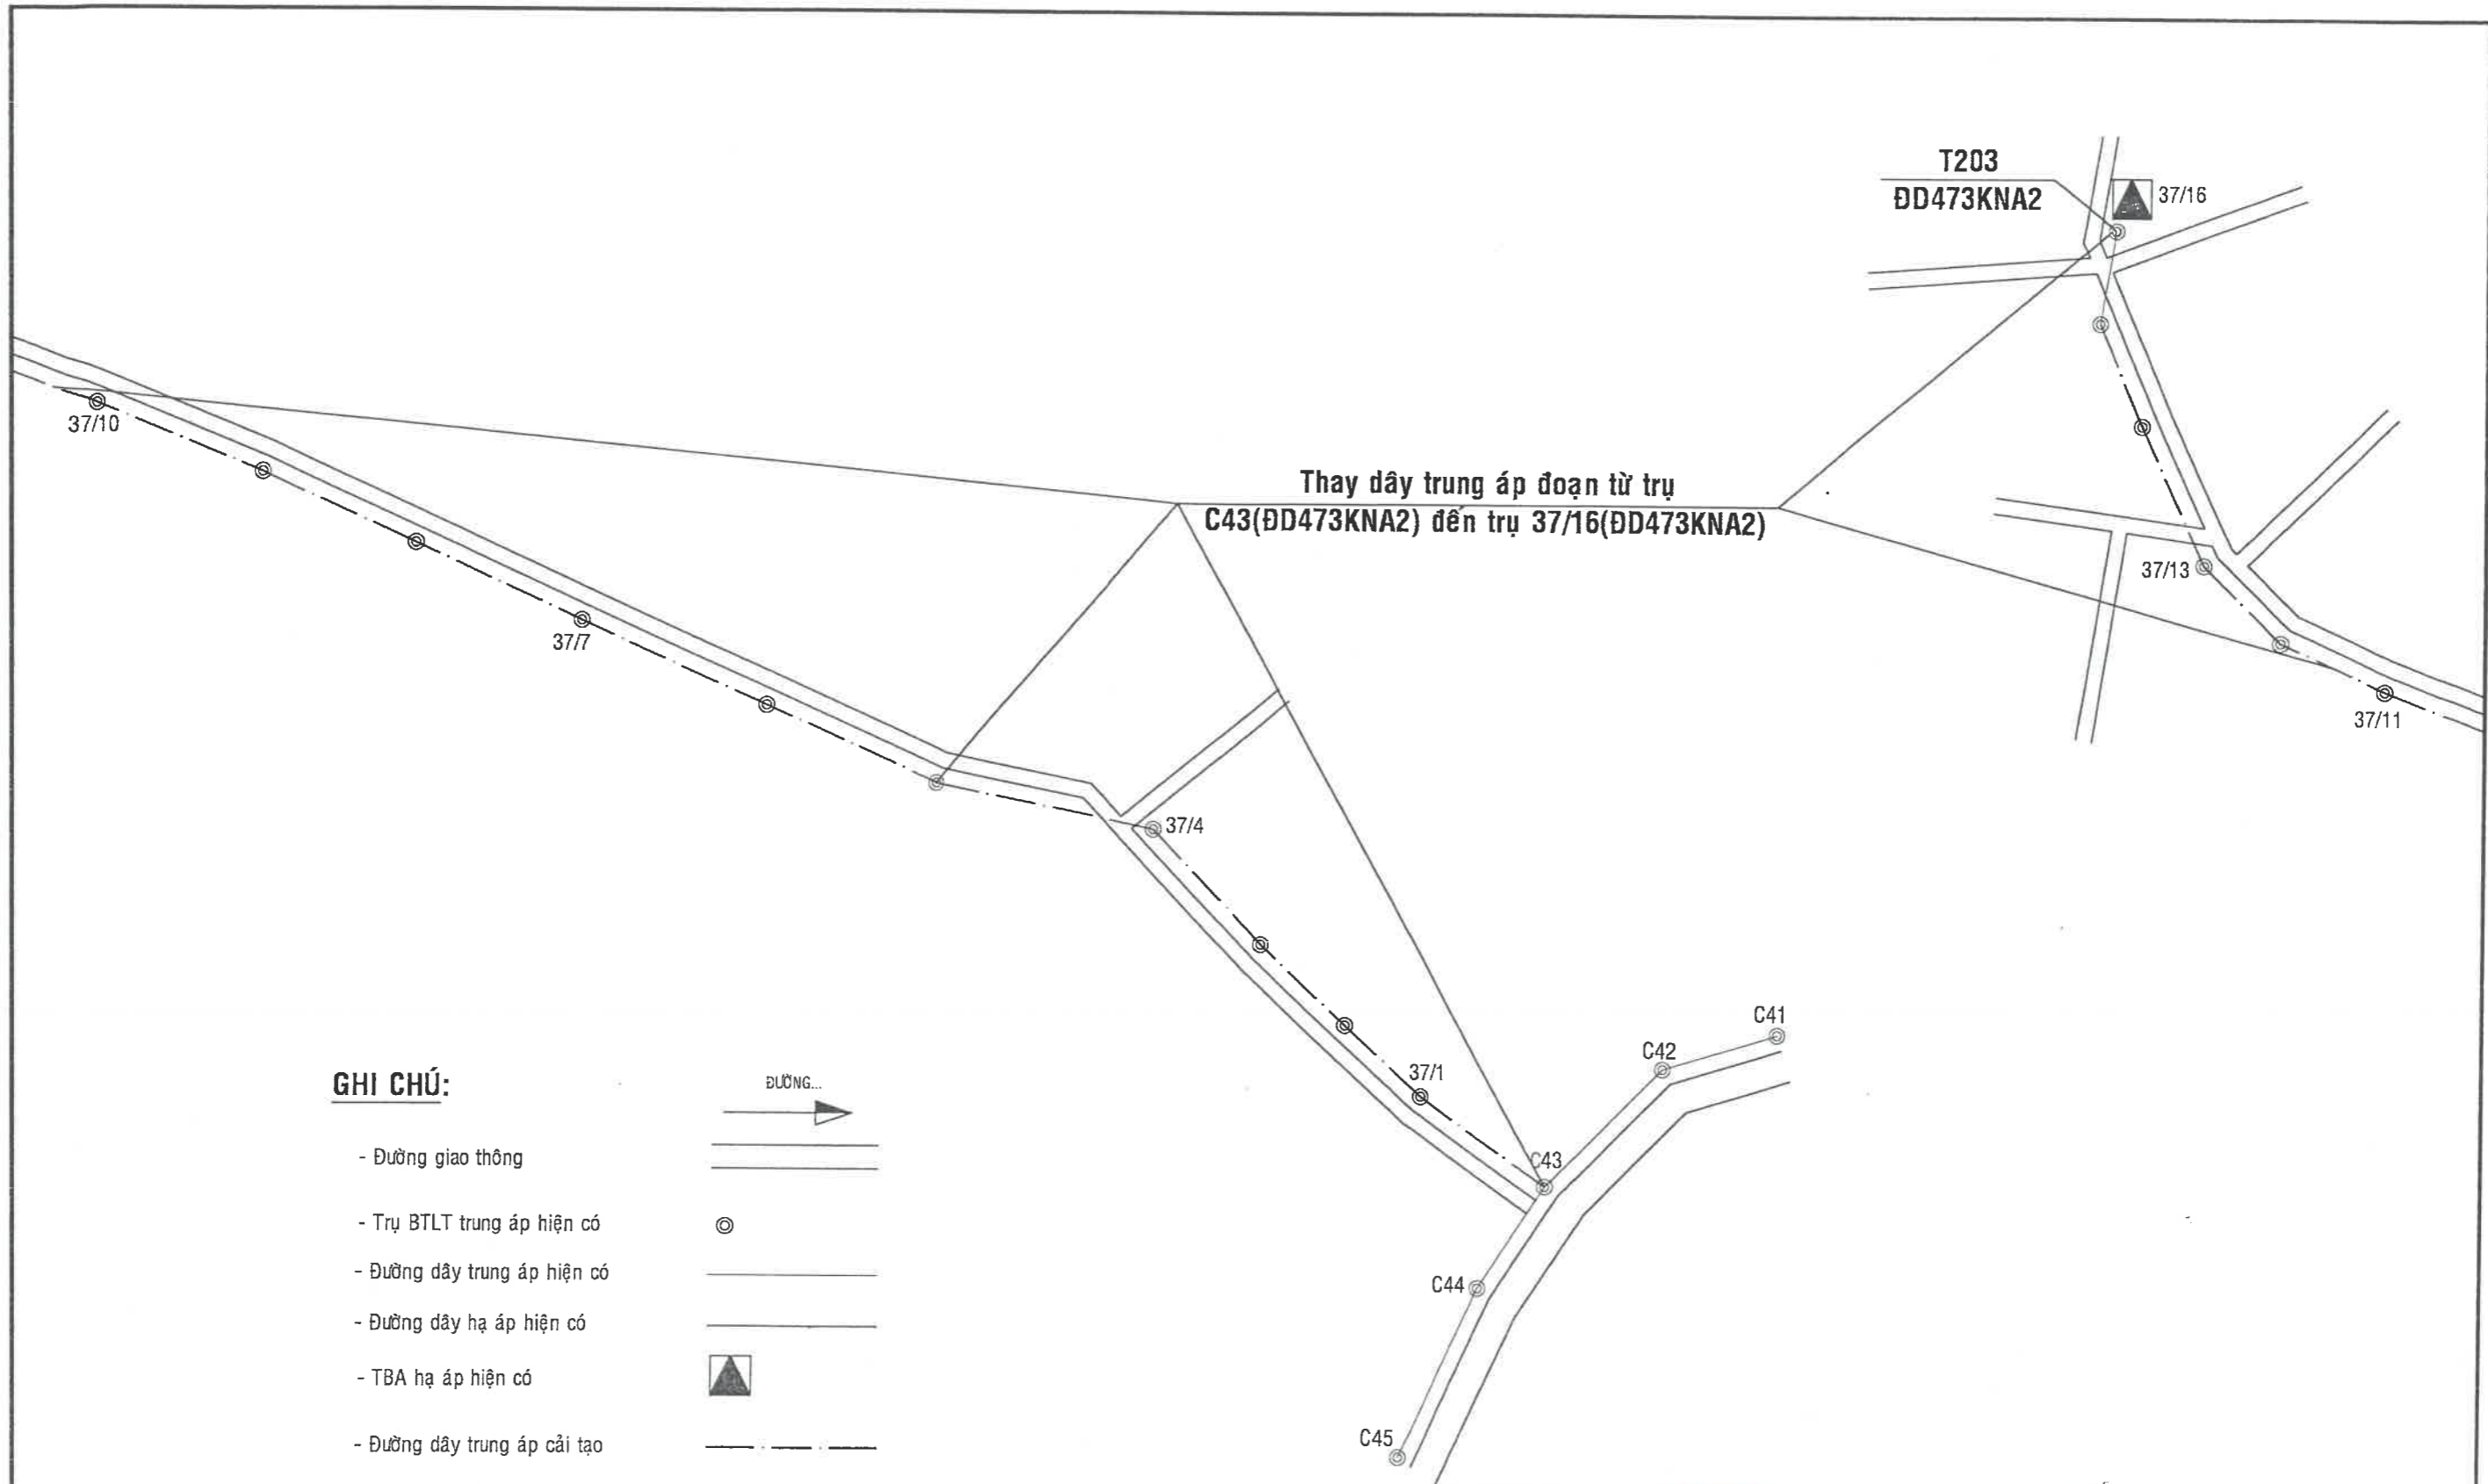 T203
ĐD473KNA2
37/16
37/10
Thay dây trung áp đoạn từ trụ
C43(ĐD473KNA2) đến trụ 37/16(ĐD473KNA2)
37/13
37/7
37/11
37/4
C41
C42
37/1
C43
C44
C45
GHI CHÚ:
ĐƯỜNG...
- Đường giao thông
- Trụ BTLT trung áp hiện có
- Đường dây trung áp hiện có
- Đường dây hạ áp hiện có
- TBA hạ áp hiện có
- Đường dây trung áp cải tạo